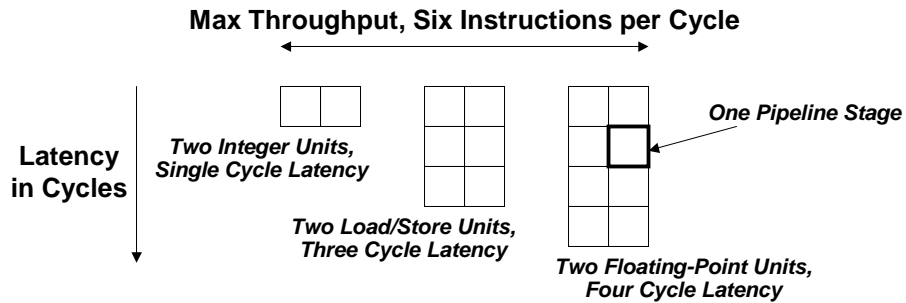 Max Throughput, Six Instructions per Cycle
One Pipeline Stage
Two Integer Units,
Single Cycle Latency
Latency
in Cycles
Two Load/Store Units,
Three Cycle Latency
Two Floating-Point Units,
Four Cycle Latency